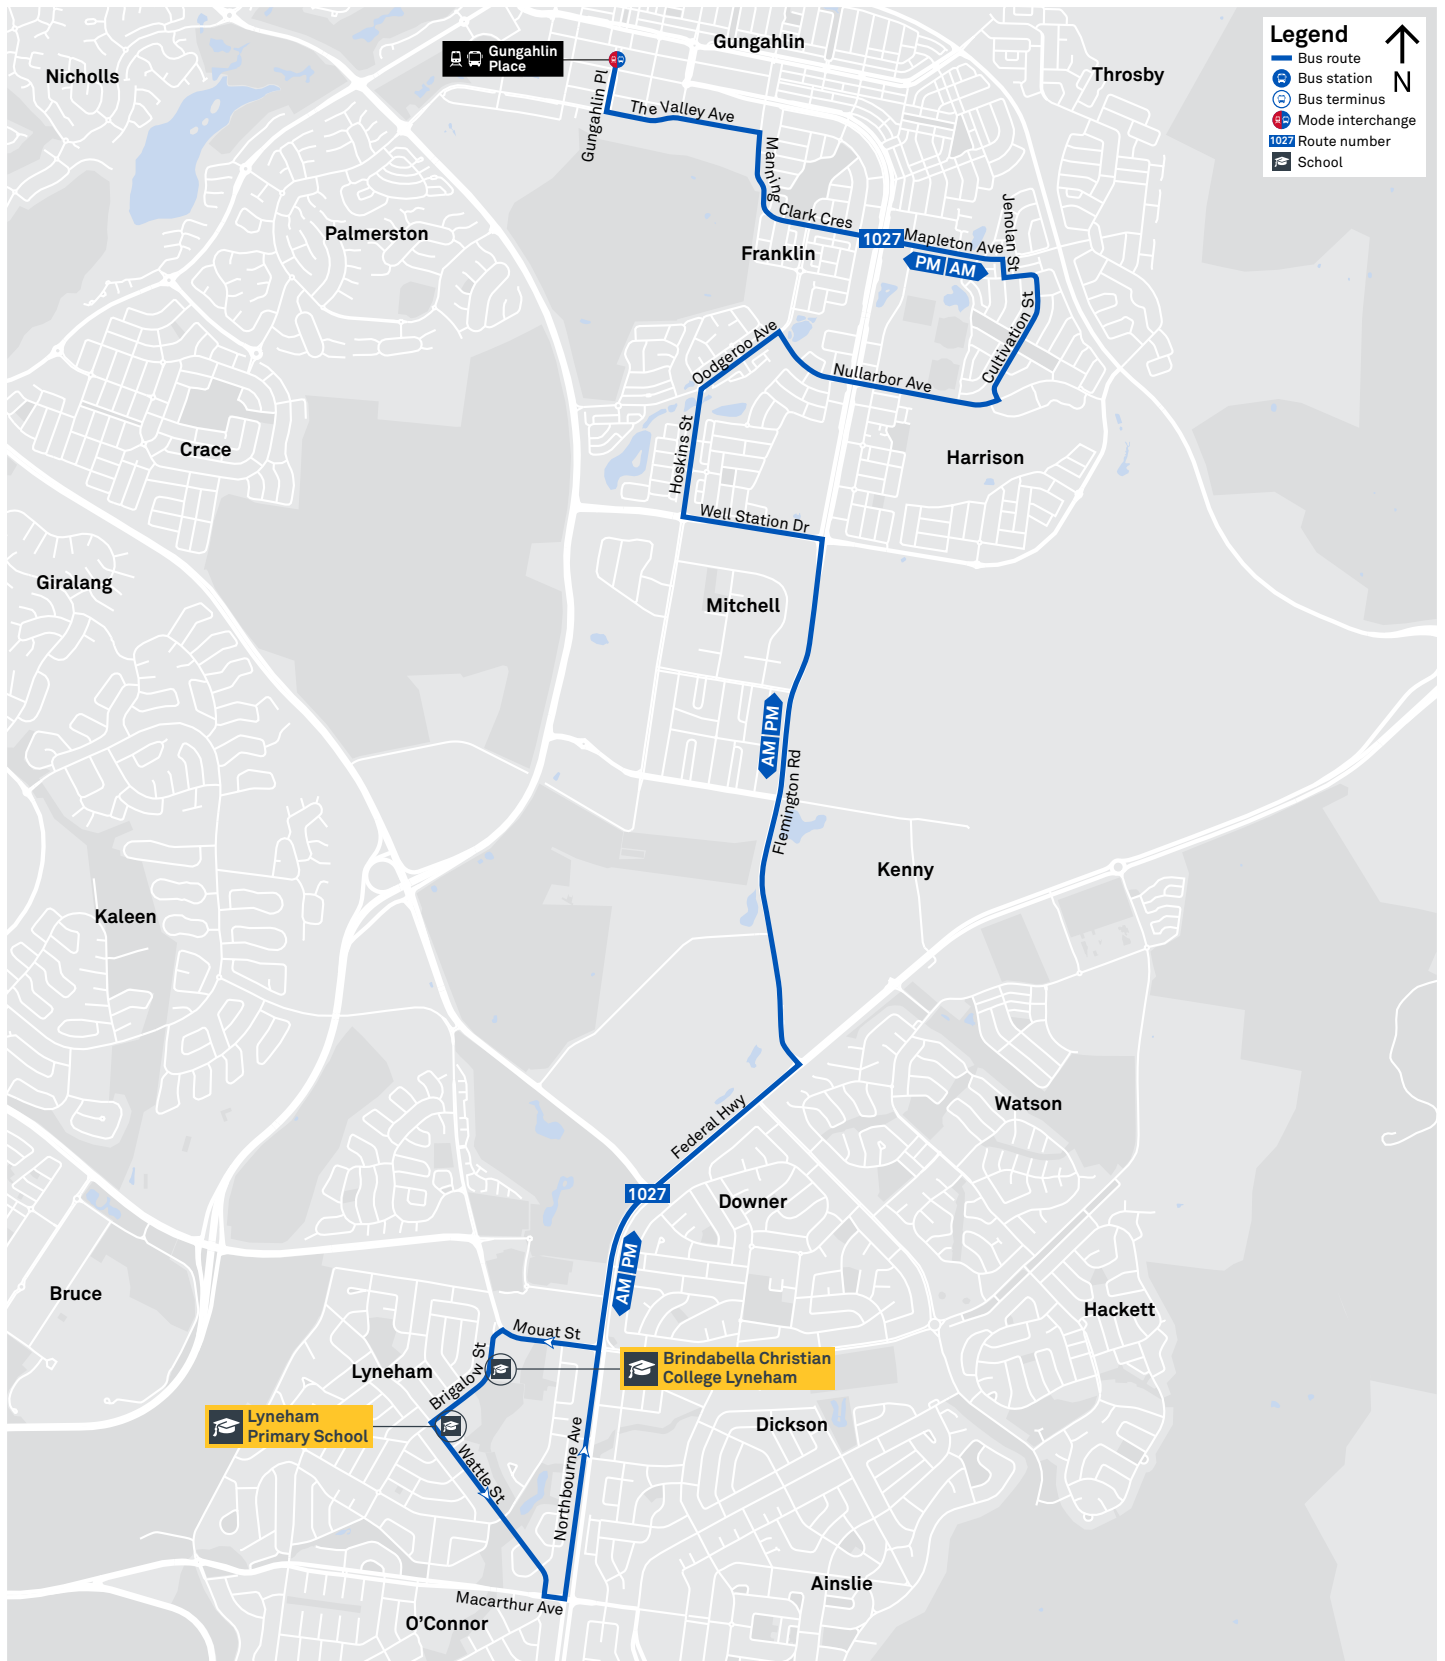 Gungahlin
Place
Gungahlin
Nicholls
Throsby
Legend
Bus route
Bus station
Bus terminus
Mode interchange
1027 Route number
School
N
Gungahlin Pl
The Valley Ave
Manning
Clark Cres
1027
Mapleton Ave
Jenolan St
PM AM
Palmerston
Franklin
Cultivation St
Oodgeroo Ave
Nullarbor Ave
Hoskins St
Crace
Harrison
Well Station Dr
Giralang
Mitchell
AM PM
Flemington Rd
Kenny
Kaleen
Watson
Federal Hwy
1027
Downer
AM PM
Bruce
Hackett
Mouat St
Brigalow St
Lyneham
Brindabella Christian
College Lyneham
Lyneham
Primary School
Dickson
Wattle St
Northbourne Ave
Ainslie
Macarthur Ave
O'Connor